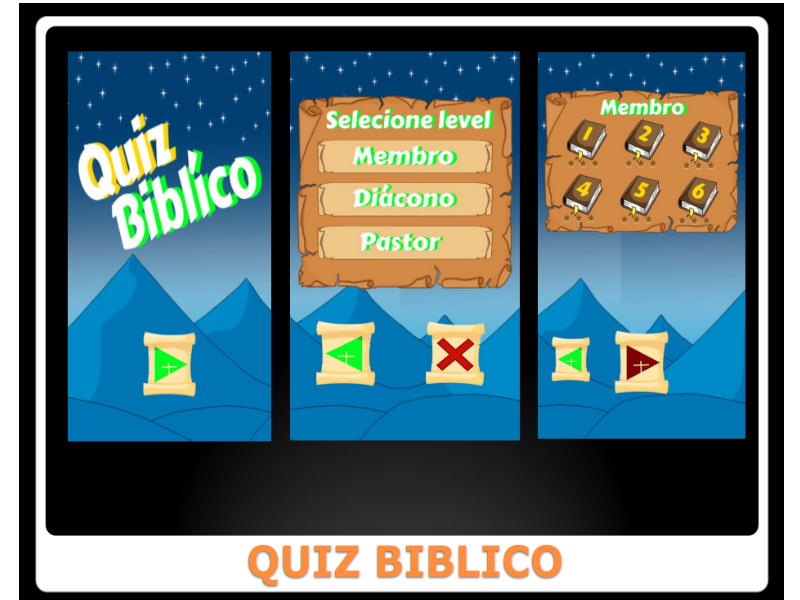 Quiz
Biblíco
Selecione level
Membro
Diácono
Pastor
Membro
1 2 3
4 5 6
QUIZ BIBLICO